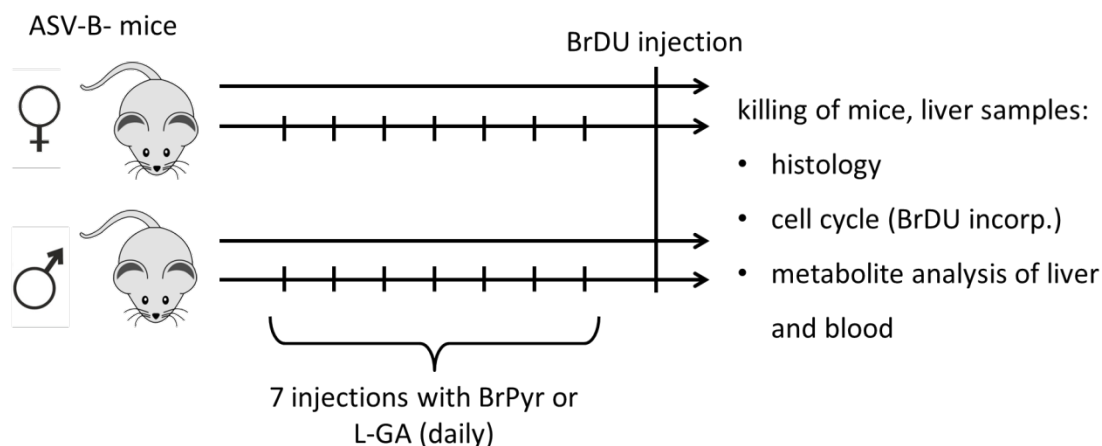 ASV-B- mice
BrDU injection
killing of mice, liver samples:
• histology
• cell cycle (BrDU incorp.)
• metabolite analysis of liver
and blood
7 injections with BrPyr or
L-GA (daily)